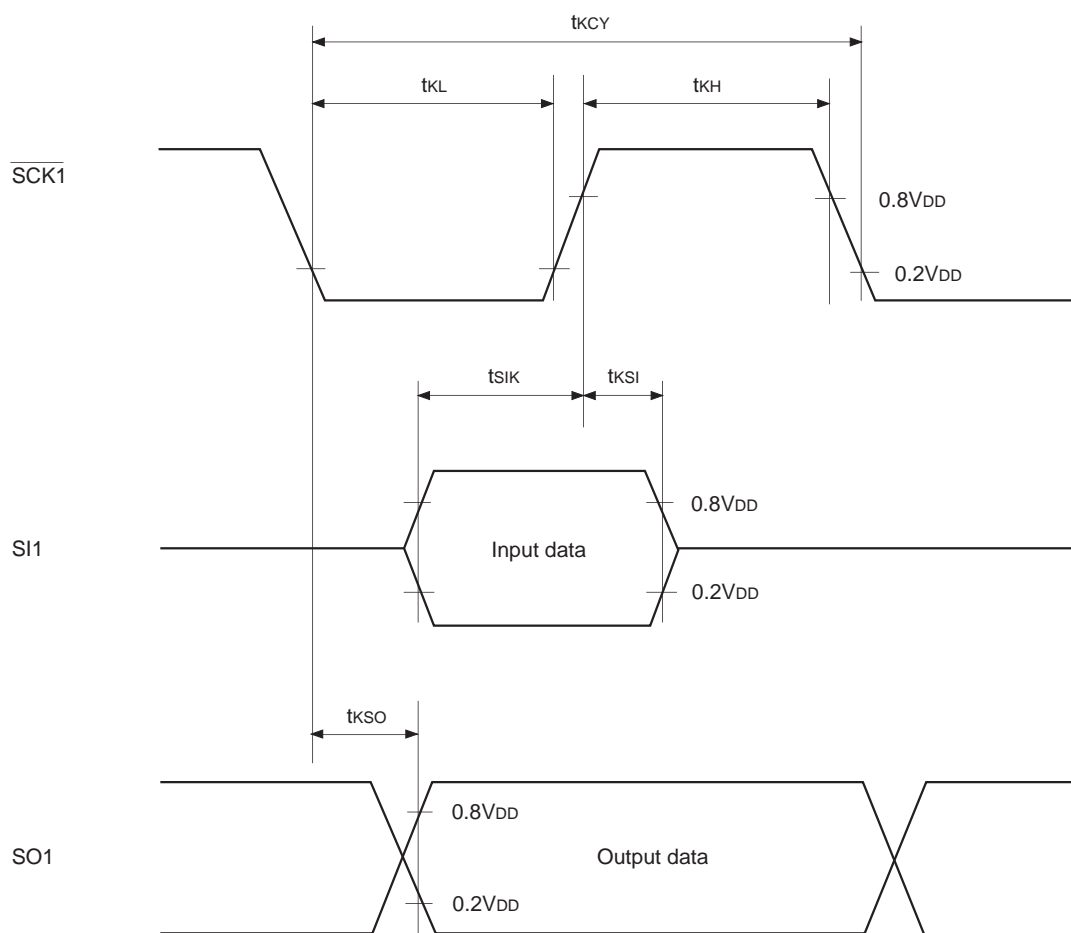 tKCY
tKL
tKH
SCK1
0.8VDD
0.2VDD
tSIK
tKSI
SI1
Input data
0.8VDD
0.2VDD
tKSO
SO1
0.8VDD
Output data
0.2VDD